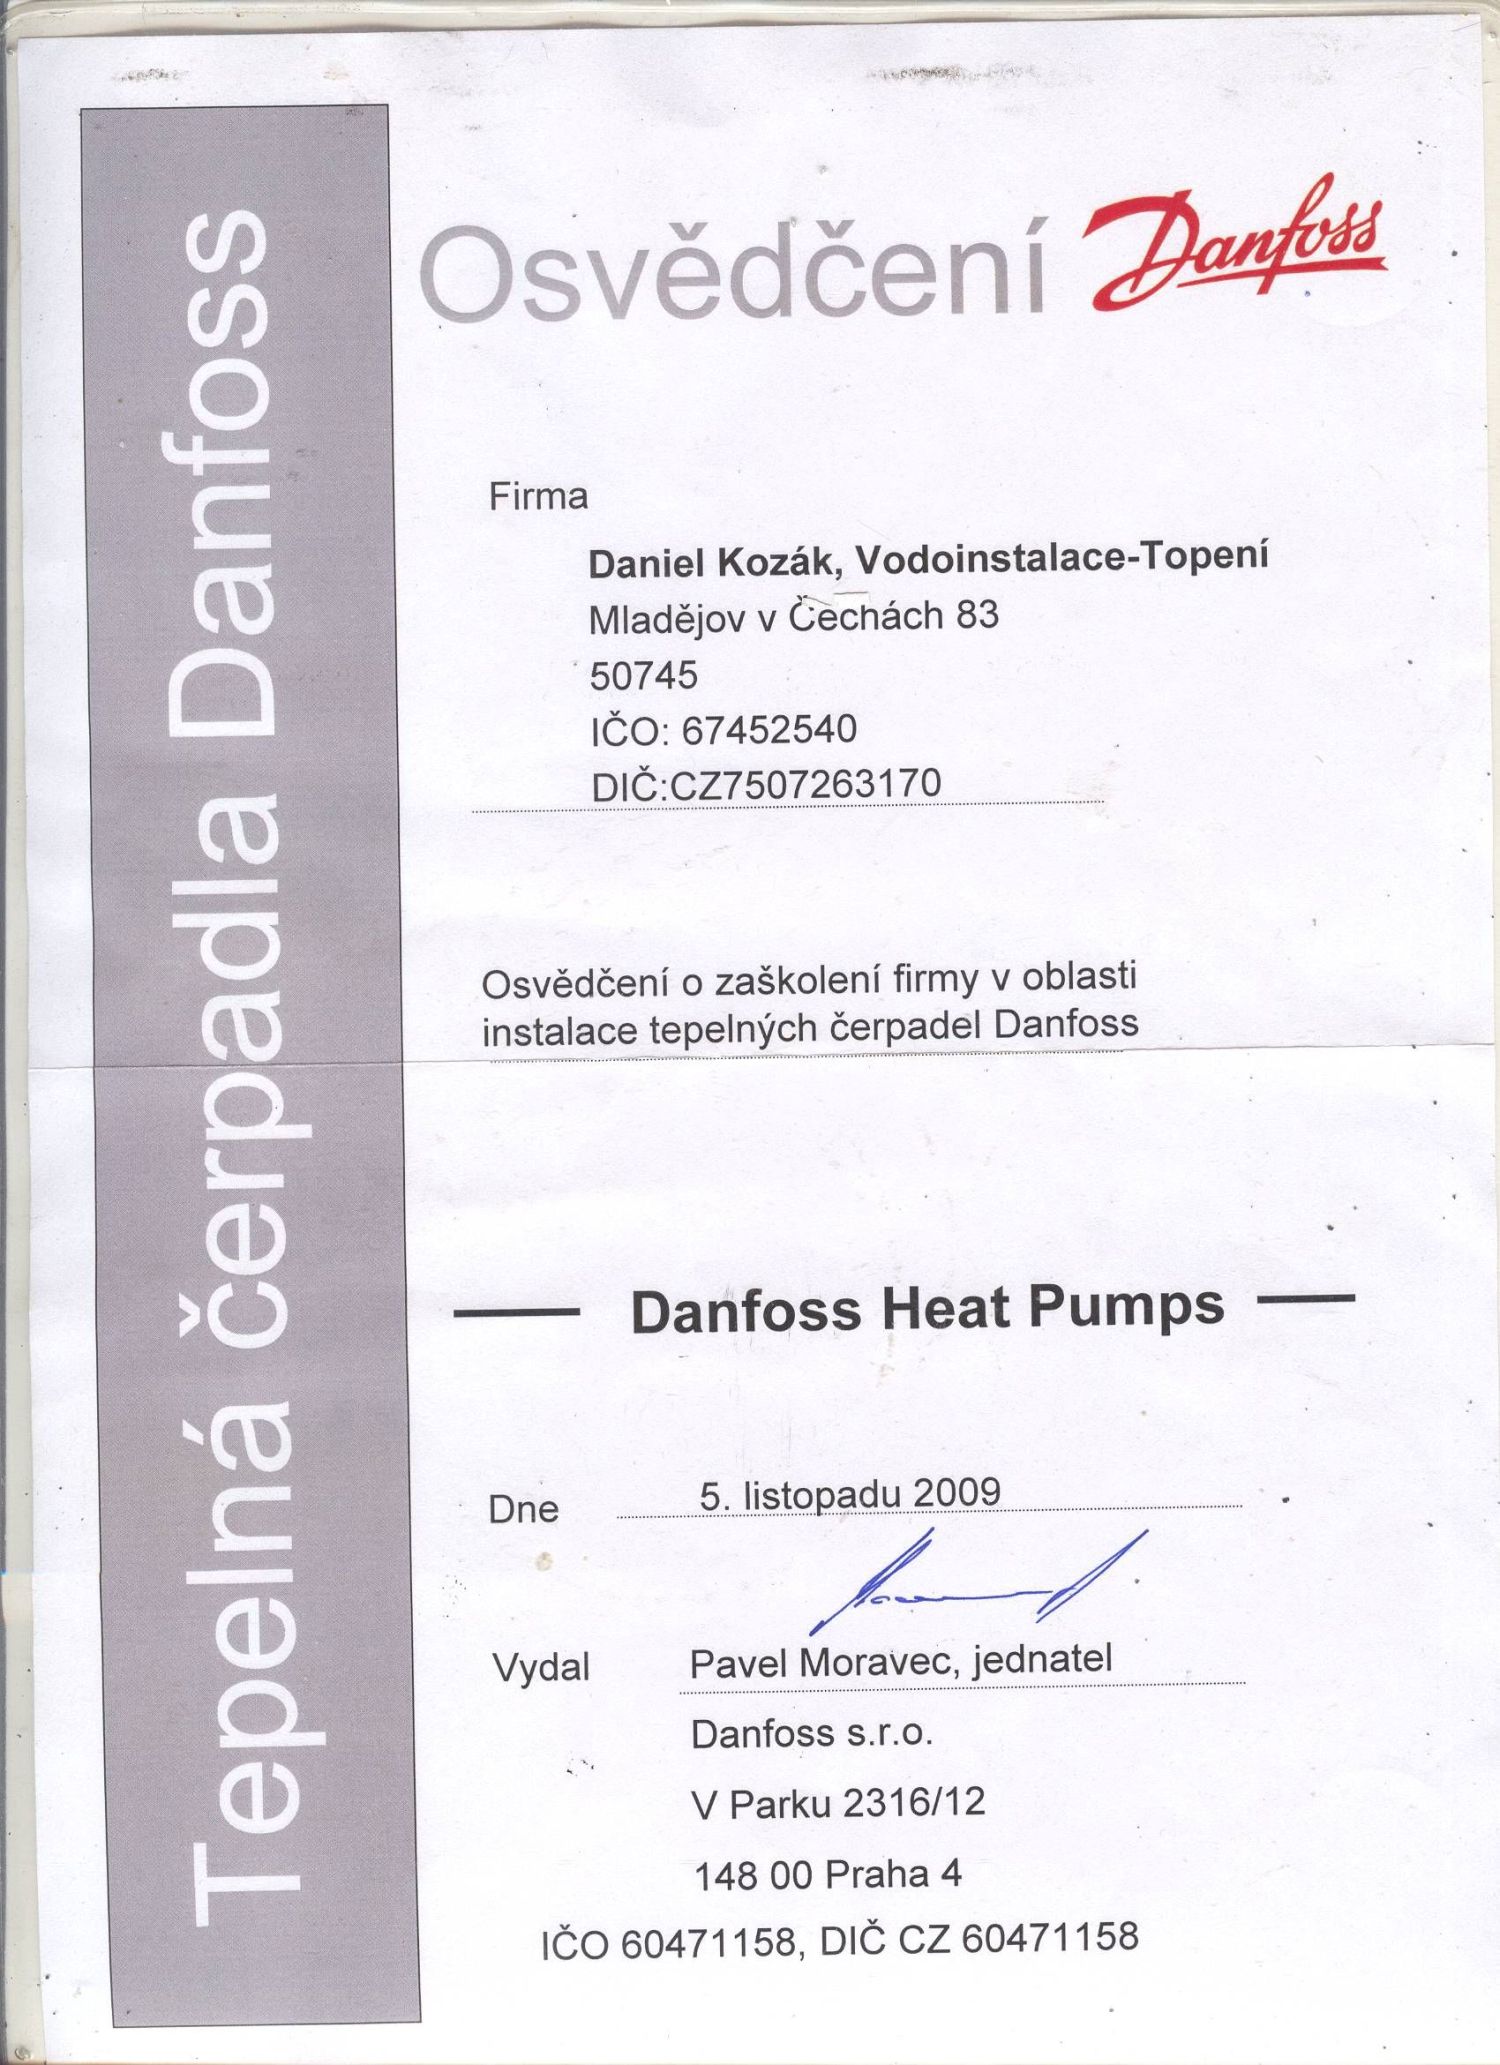 Tepelná čerpadla Danfoss
Osvědčení
Danfoss
Firma
Daniel Kozák, Vodoinstalace-Topení
Mladějov v Čechách 83
50745
IČO: 67452540
DIČ:CZ7507263170
Osvědčení o zaškolení firmy v oblasti
instalace tepelných čerpadel Danfoss
Danfoss Heat Pumps
Dne 5. listopadu 2009
Vydal Pavel Moravec, jednatel
Danfoss s.r.o.
V Parku 2316/12
148 00 Praha 4
IČO 60471158, DIČ CZ 60471158